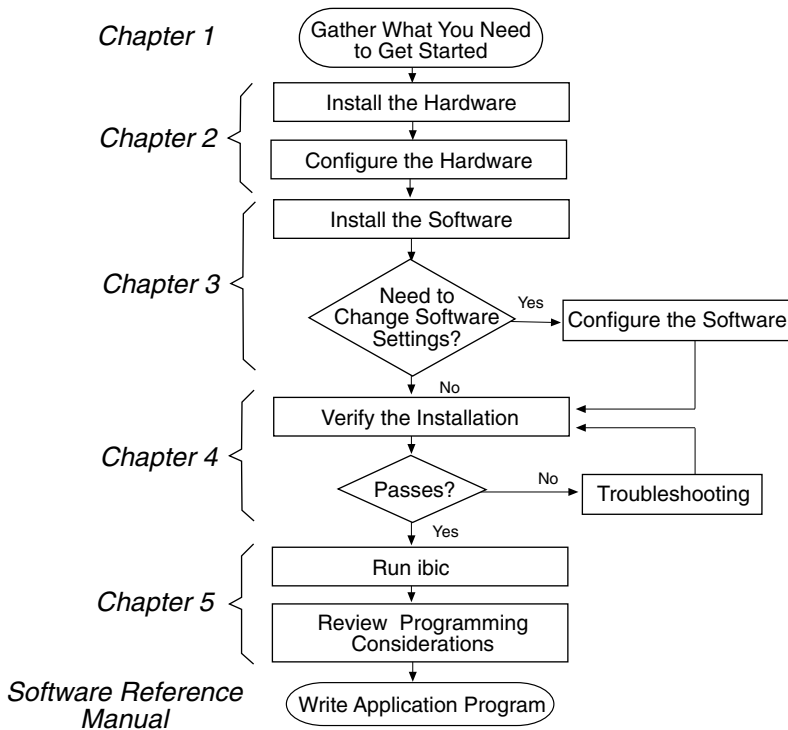 Chapter 1
Gather What You Need
to Get Started
Chapter 2
Install the Hardware
Configure the Hardware
Chapter 3
Install the Software
Need to
Change Software
Settings?
Yes
Configure the Software
No
Chapter 4
Verify the Installation
Passes?
No
Troubleshooting
Yes
Chapter 5
Run ibic
Review Programming
Considerations
Software Reference
Manual
Write Application Program